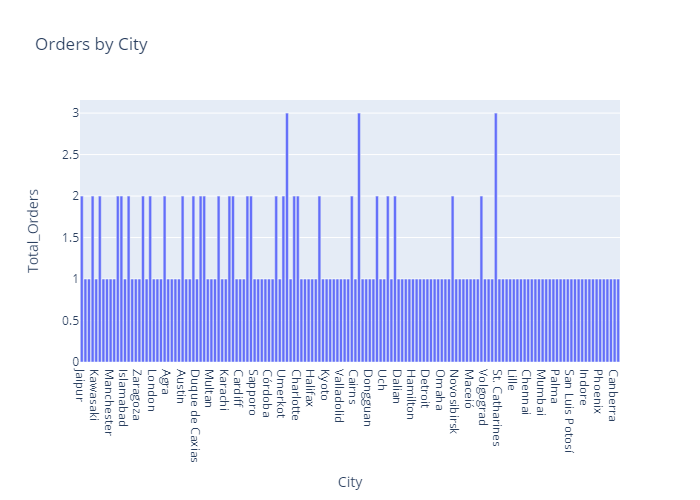 Orders by City
Total_Orders
3
2.5
2
1.5
1
0.5
0
Jaipur
Kawasaki
Manchester
Islamabad
Zaragoza
London
Agra
Austin
Duque de Caxias
Multan
Karachi
Cardiff
Sapporo
Córdoba
Umerkot
Charlotte
Halifax
Kyoto
Valladolid
Cairns
Dongguan
Uch
Dalian
Hamilton
Detroit
Omaha
Novosibirsk
Maceió
Volgograd
St. Catharines
Lille
Chennai
Mumbai
Palma
San Luis Potosí
Indore
Phoenix
Canberra
City